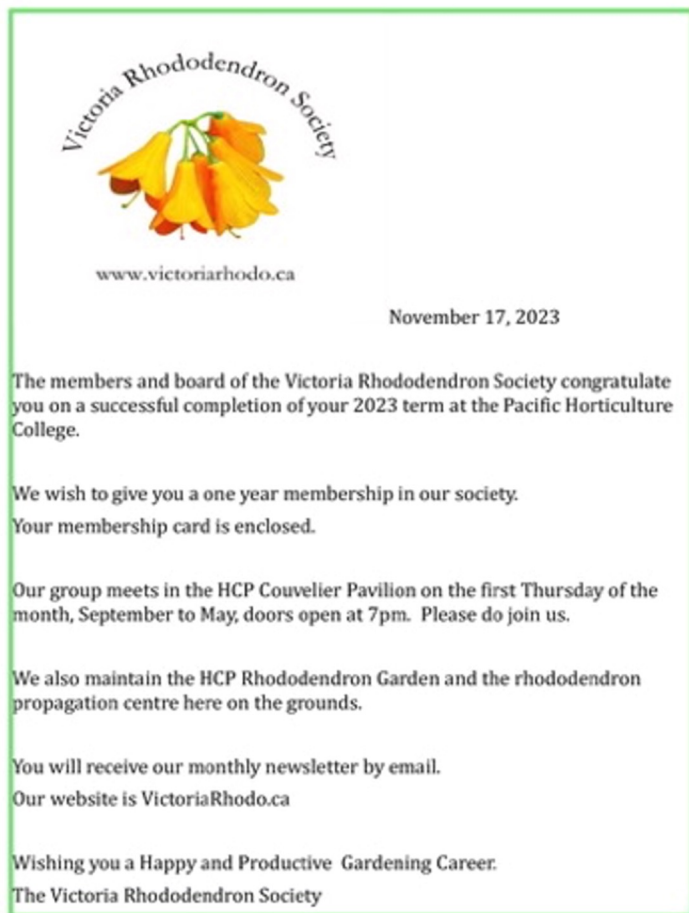 Victoria Rhododendron Society
www.victoriarhodo.ca
November 17, 2023
The members and board of the Victoria Rhododendron Society congratulate
you on a successful completion of your 2023 term at the Pacific Horticulture
College.
We wish to give you a one year membership in our society.
Your membership card is enclosed.
Our group meets in the HCP Couvelier Pavilion on the first Thursday of the
month, September to May, doors open at 7pm.  Please do join us.
We also maintain the HCP Rhododendron Garden and the rhododendron
propagation centre here on the grounds.
You will receive our monthly newsletter by email.
Our website is VictoriaRhodo.ca
Wishing you a Happy and Productive  Gardening Career.
The Victoria Rhododendron Society